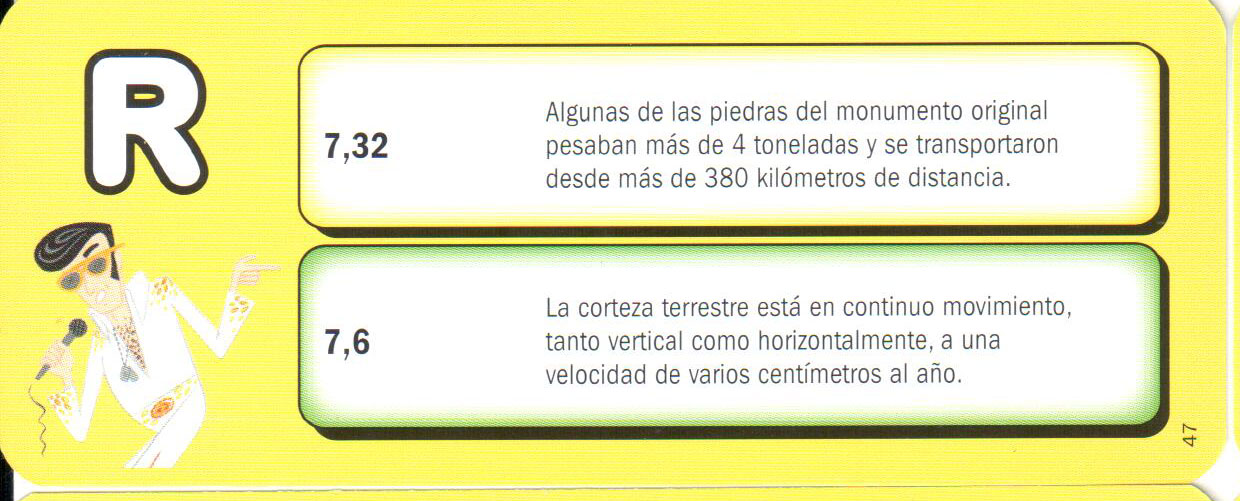 R
7,32
Algunas de las piedras del monumento original
pesaban más de 4 toneladas y se transportaron
desde más de 380 kilómetros de distancia.
7,6
La corteza terrestre está en continuo movimiento,
tanto vertical como horizontalmente, a una
velocidad de varios centímetros al año.
47